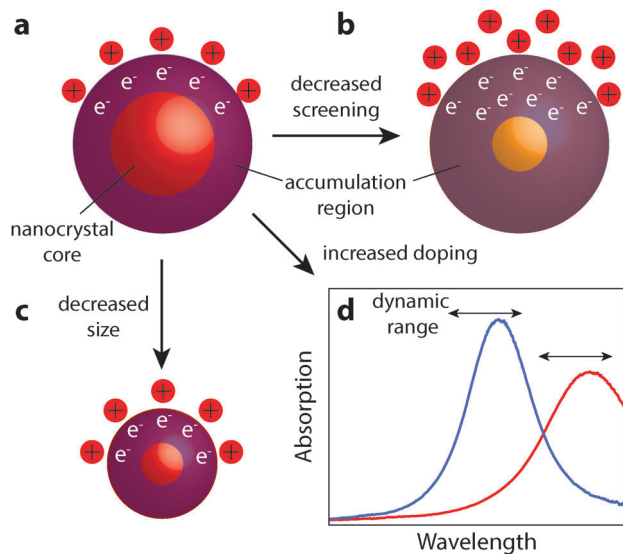 a
+ + + + +
e⁻ e⁻ e⁻ e⁻ e⁻
nanocrystal
core
decreased
screening
accumulation
region
b
+ + + + + + + + +
e⁻ e⁻ e⁻ e⁻ e⁻ e⁻ e⁻ e⁻ e⁻
increased doping
c
decreased
size
+ + + + +
e⁻ e⁻ e⁻ e⁻ e⁻
d
dynamic
range
Absorption
Wavelength